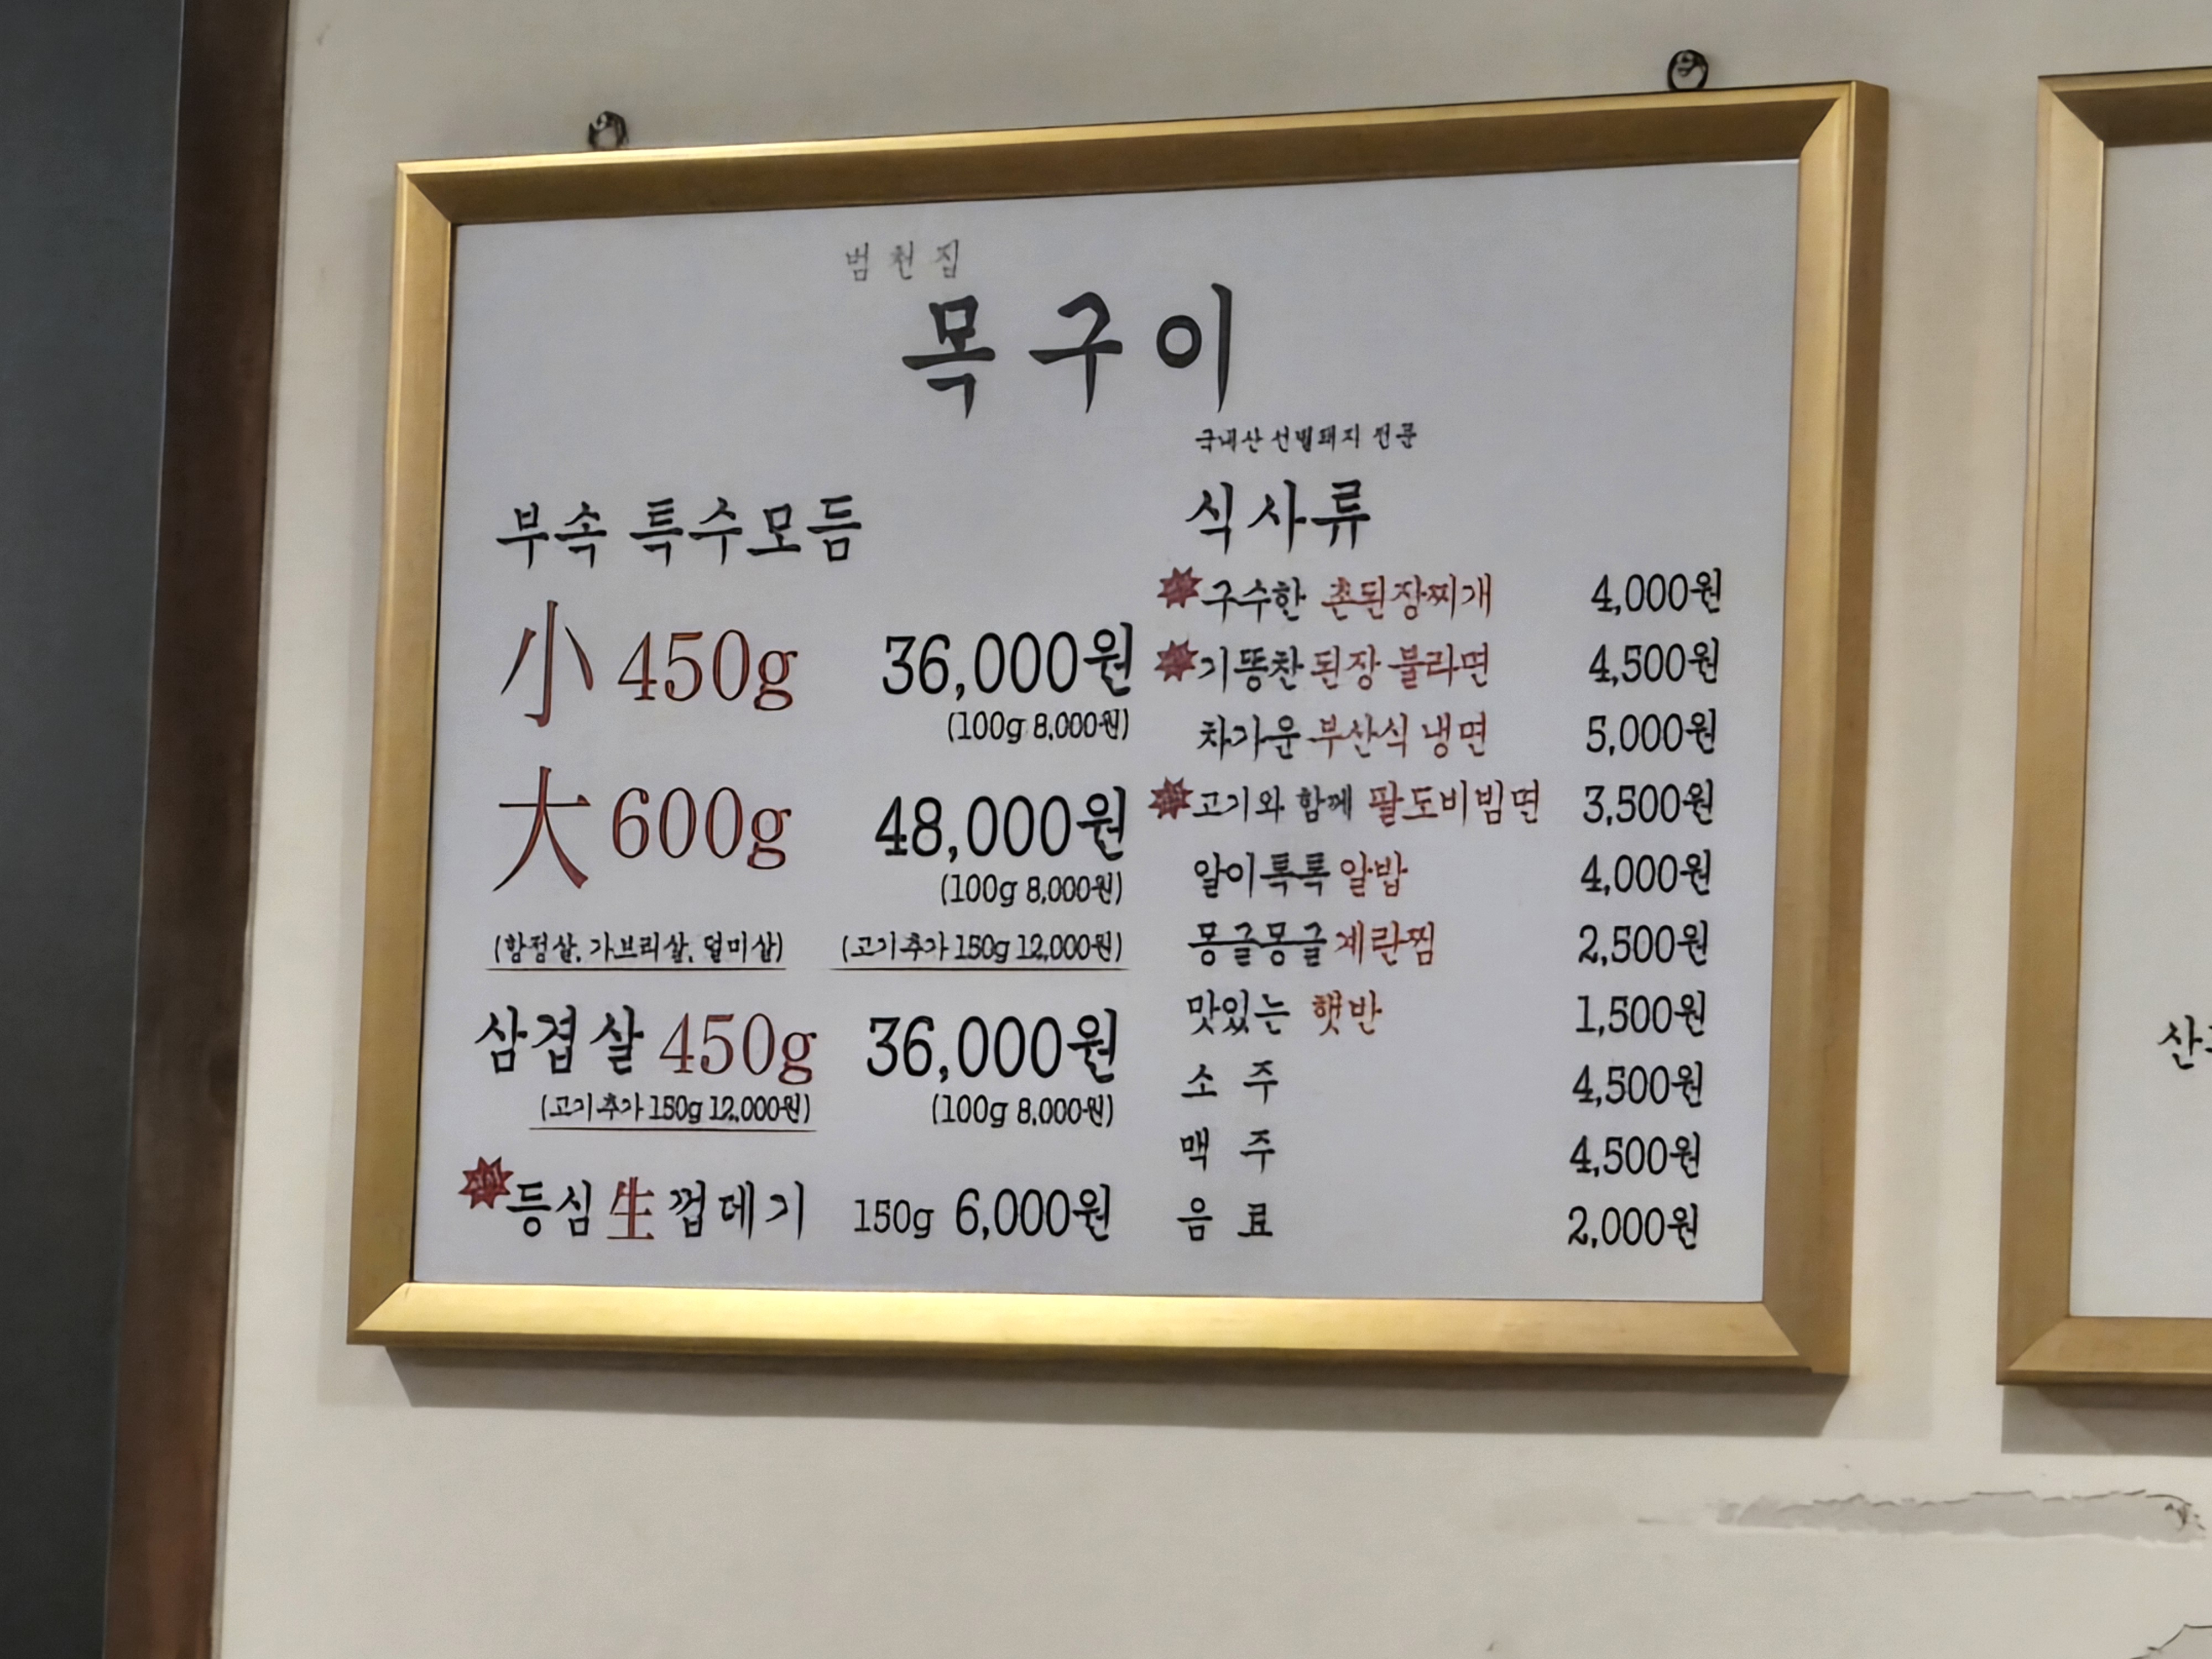 범천집
목구이
국내산 선별돼지 전문
부속 특수모듬
小 450g 36,000원
(100g 8,000원)
大 600g 48,000원
(100g 8,000원)
(항정살, 가브리살, 덜미살) (고기추가 150g 12,000원)
삼겹살 450g 36,000원
(고기추가 150g 12,000원) (100g 8,000원)
등심生껍데기 150g 6,000원
식사류
구수한 촌된장찌개 4,000원
기똥찬 된장 불라면 4,500원
차가운 부산식 냉면 5,000원
고기와 함께 팔도비빔면 3,500원
알이톡톡 알밥 4,000원
몽글몽글 계란찜 2,500원
맛있는 햇반 1,500원
소 주 4,500원
맥 주 4,500원
음 료 2,000원